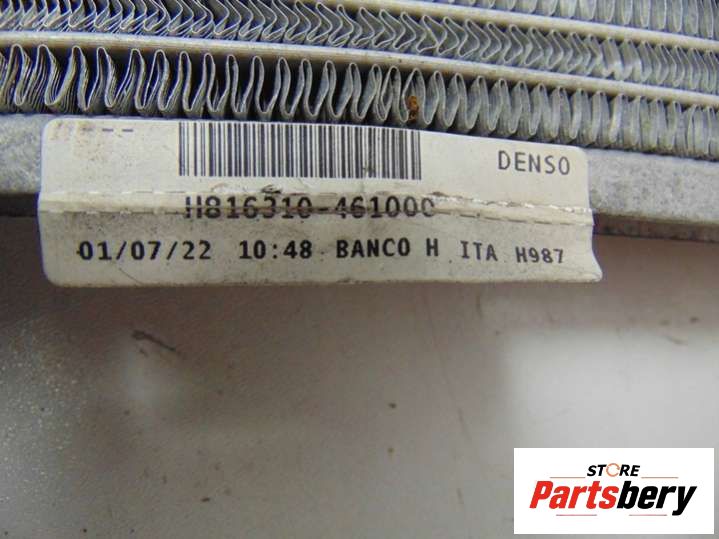 DENSO
H816310-461000
01/07/22 10:48 BANCO H ITA H987
STORE
Partsbery